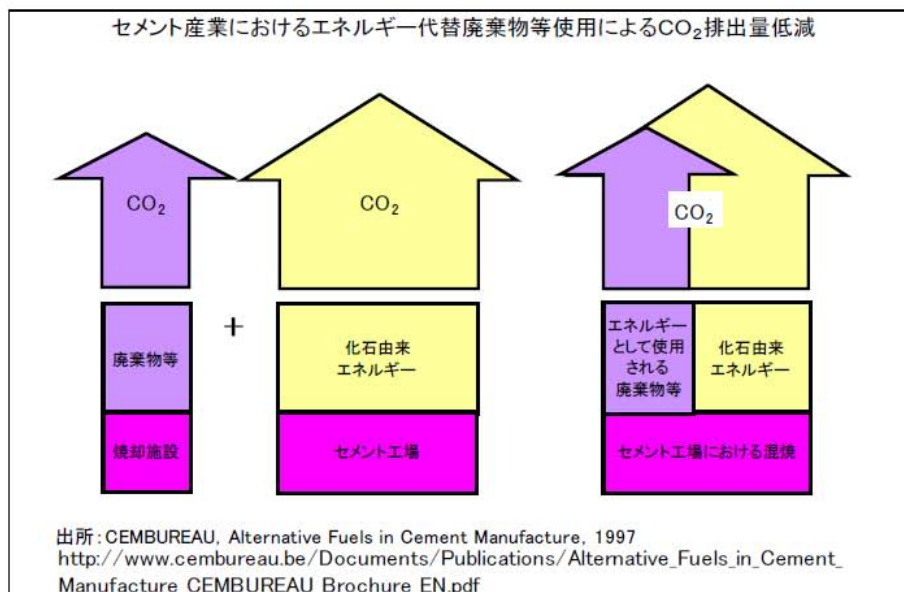 セメント産業におけるエネルギー代替廃棄物等使用によるCO₂排出量低減
CO₂
CO₂
CO₂
廃棄物等
+
化石由来
エネルギー
エネルギー
として使用
される
廃棄物等
化石由来
エネルギー
焼却施設
セメント工場
セメント工場における混焼
出所:CEMBUREAU, Alternative Fuels in Cement Manufacture, 1997
http://www.cembureau.be/Documents/Publications/Alternative_Fuels_in_Cement_
Manufacture_CEMBUREAU_Brochure_EN.pdf